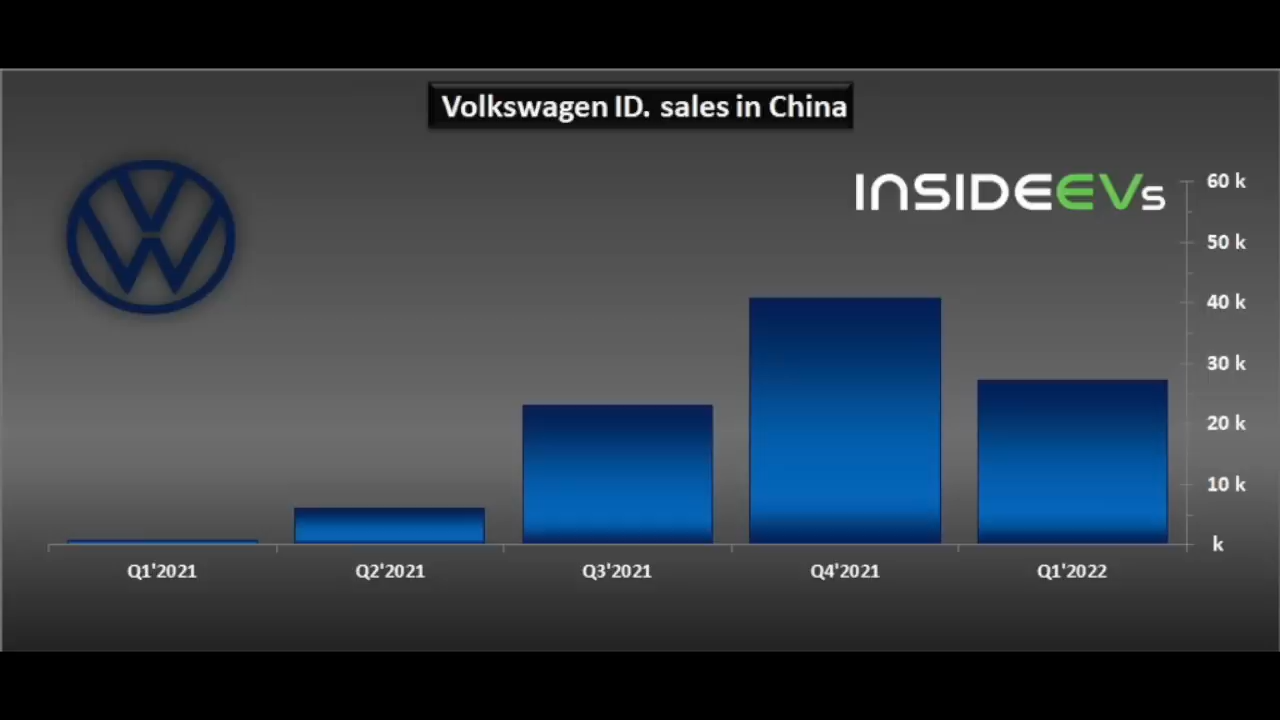 Volkswagen ID. sales in China
INSIDEEVs
60 k
50 k
40 k
30 k
20 k
10 k
k
Q1'2021
Q2'2021
Q3'2021
Q4'2021
Q1'2022